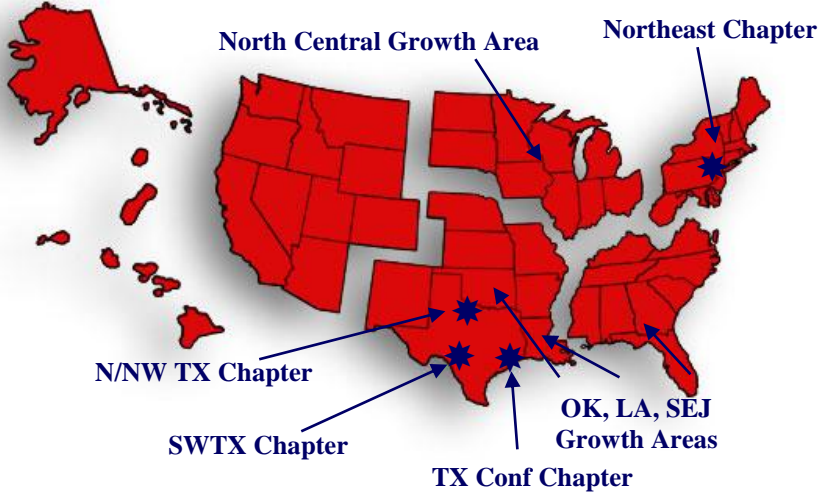 Northeast Chapter
North Central Growth Area
N/NW TX Chapter
SWTX Chapter
OK, LA, SEJ
Growth Areas
TX Conf Chapter